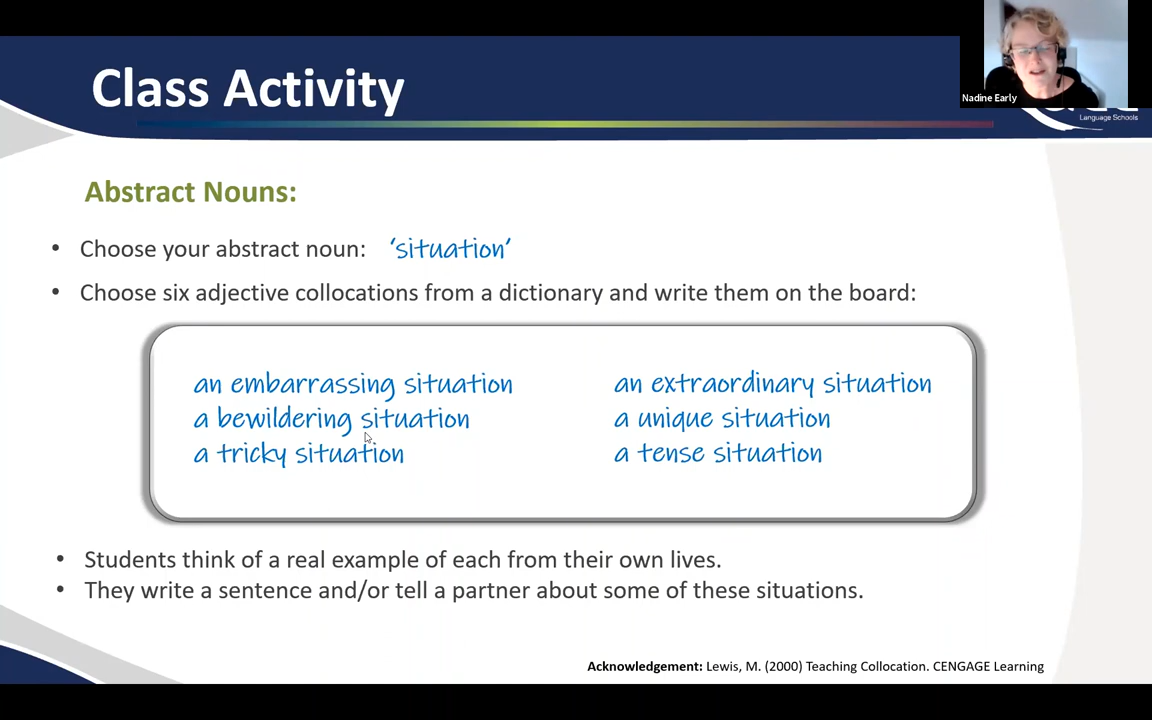 Class Activity
Nadine Early
Language Schools
Abstract Nouns:
• Choose your abstract noun: ‘situation’
• Choose six adjective collocations from a dictionary and write them on the board:
an embarrassing situation
a bewildering situation
a tricky situation
an extraordinary situation
a unique situation
a tense situation
• Students think of a real example of each from their own lives.
• They write a sentence and/or tell a partner about some of these situations.
Acknowledgement: Lewis, M. (2000) Teaching Collocation. CENGAGE Learning